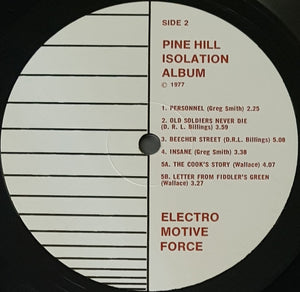 SIDE 2
PINE HILL
ISOLATION
ALBUM
© 1977
1. PERSONNEL (Greg Smith) 2.25
2. OLD SOLDIERS NEVER DIE
(D. R. L. Billings) 3.59
3. BEECHER STREET (D.R.L. Billings) 5.08
4. INSANE (Greg Smith) 3.38
5A. THE COOK'S STORY (Wallace) 4.07
5B. LETTER FROM FIDDLER'S GREEN
(Wallace) 3.27
ELECTRO
MOTIVE
FORCE